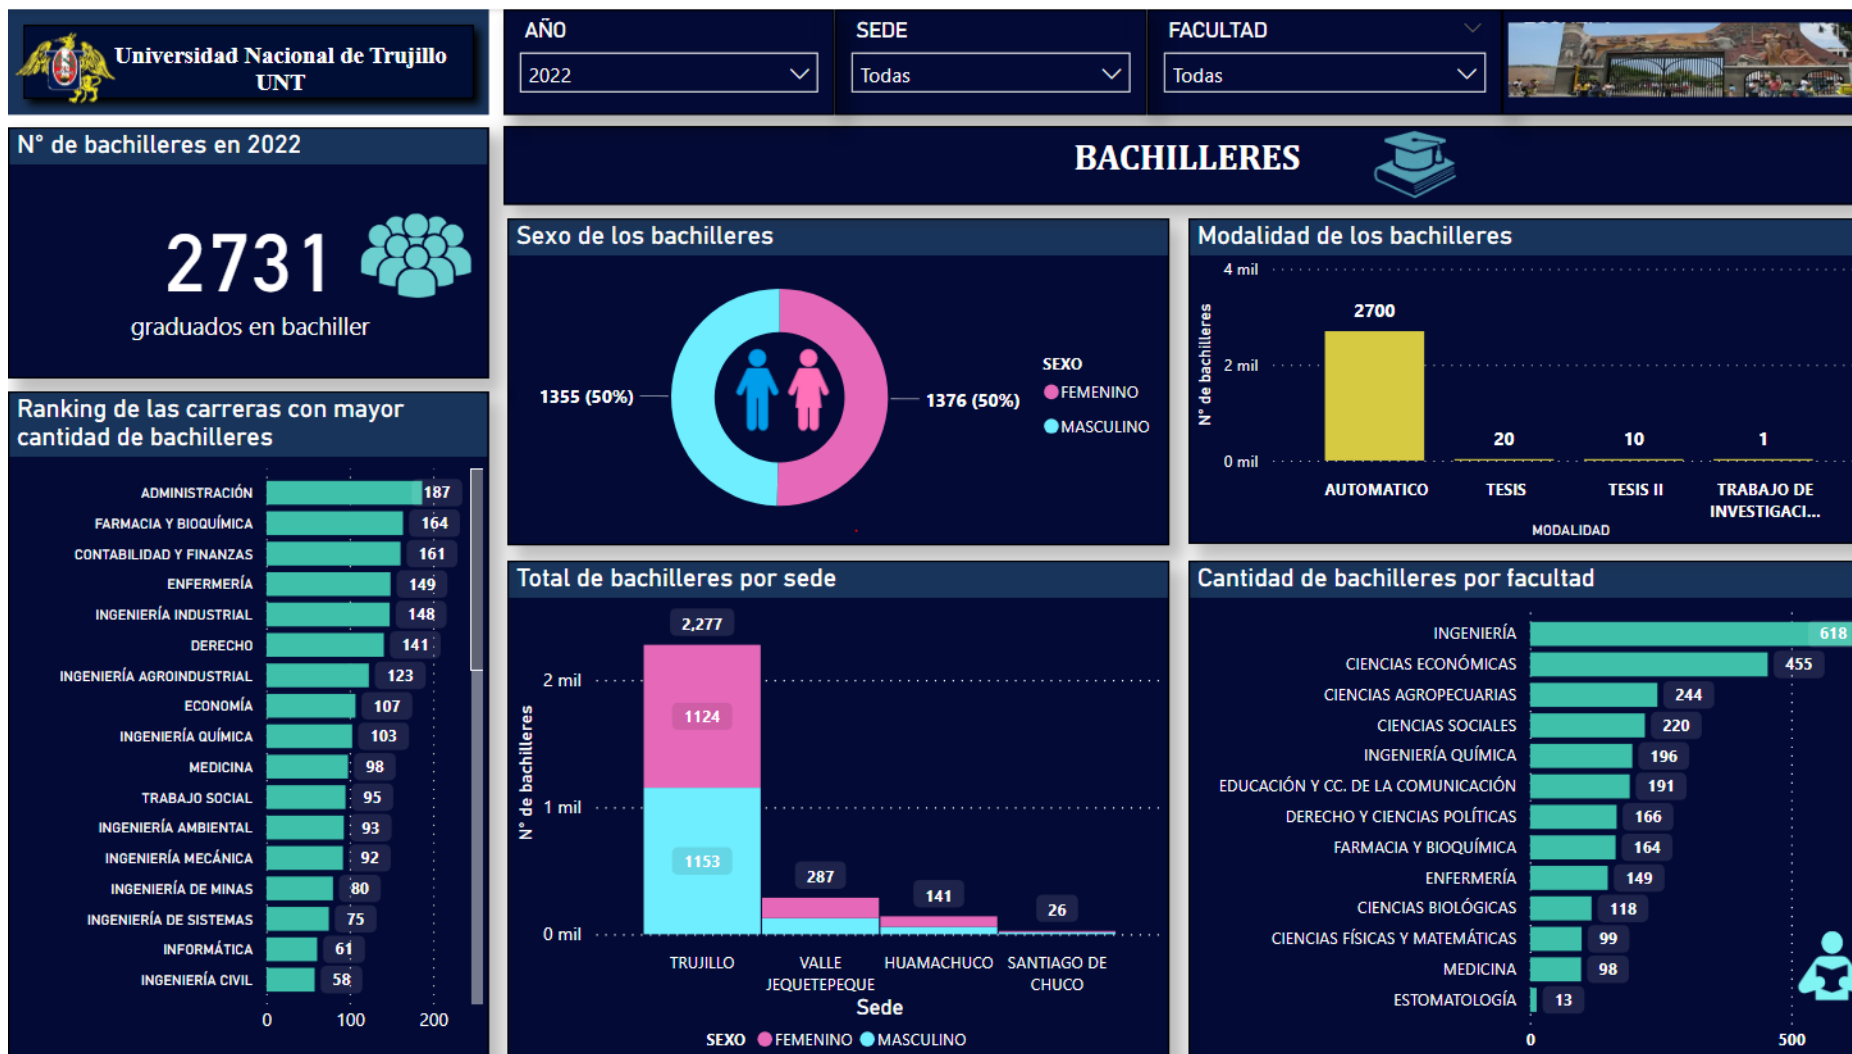 Universidad Nacional de Trujillo
UNT
AÑO
2022
SEDE
Todas
FACULTAD
Todas
N° de bachilleres en 2022
2731
graduados en bachiller
BACHILLERES
Ranking de las carreras con mayor
cantidad de bachilleres
ADMINISTRACIÓN 187
FARMACIA Y BIOQUÍMICA 164
CONTABILIDAD Y FINANZAS 161
ENFERMERÍA 149
INGENIERÍA INDUSTRIAL 148
DERECHO 141
INGENIERÍA AGROINDUSTRIAL 123
ECONOMÍA 107
INGENIERÍA QUÍMICA 103
MEDICINA 98
TRABAJO SOCIAL 95
INGENIERÍA AMBIENTAL 93
INGENIERÍA MECÁNICA 92
INGENIERÍA DE MINAS 80
INGENIERÍA DE SISTEMAS 75
INFORMÁTICA 61
INGENIERÍA CIVIL 58
0 100 200
Sexo de los bachilleres
1355 (50%)
1376 (50%)
SEXO
FEMENINO
MASCULINO
Modalidad de los bachilleres
N° de bachilleres
4 mil
2 mil
0 mil
2700
20
10
1
AUTOMATICO
TESIS
TESIS II
TRABAJO DE
INVESTIGACI...
MODALIDAD
Total de bachilleres por sede
N° de bachilleres
2 mil
1 mil
0 mil
2,277
1124
1153
287
141
26
TRUJILLO
VALLE
JEQUETEPEQUE
HUAMACHUCO
SANTIAGO DE
CHUCO
Sede
SEXO FEMENINO MASCULINO
Cantidad de bachilleres por facultad
INGENIERÍA 618
CIENCIAS ECONÓMICAS 455
CIENCIAS AGROPECUARIAS 244
CIENCIAS SOCIALES 220
INGENIERÍA QUÍMICA 196
EDUCACIÓN Y CC. DE LA COMUNICACIÓN 191
DERECHO Y CIENCIAS POLÍTICAS 166
FARMACIA Y BIOQUÍMICA 164
ENFERMERÍA 149
CIENCIAS BIOLÓGICAS 118
CIENCIAS FÍSICAS Y MATEMÁTICAS 99
MEDICINA 98
ESTOMATOLOGÍA 13
0 500